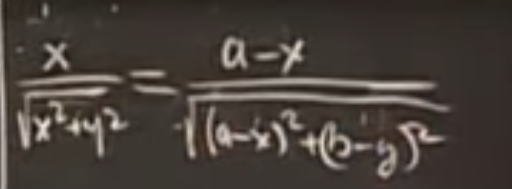 x/√(x²+y²) = (a-x)/√((a-x)²+(b-y)²)